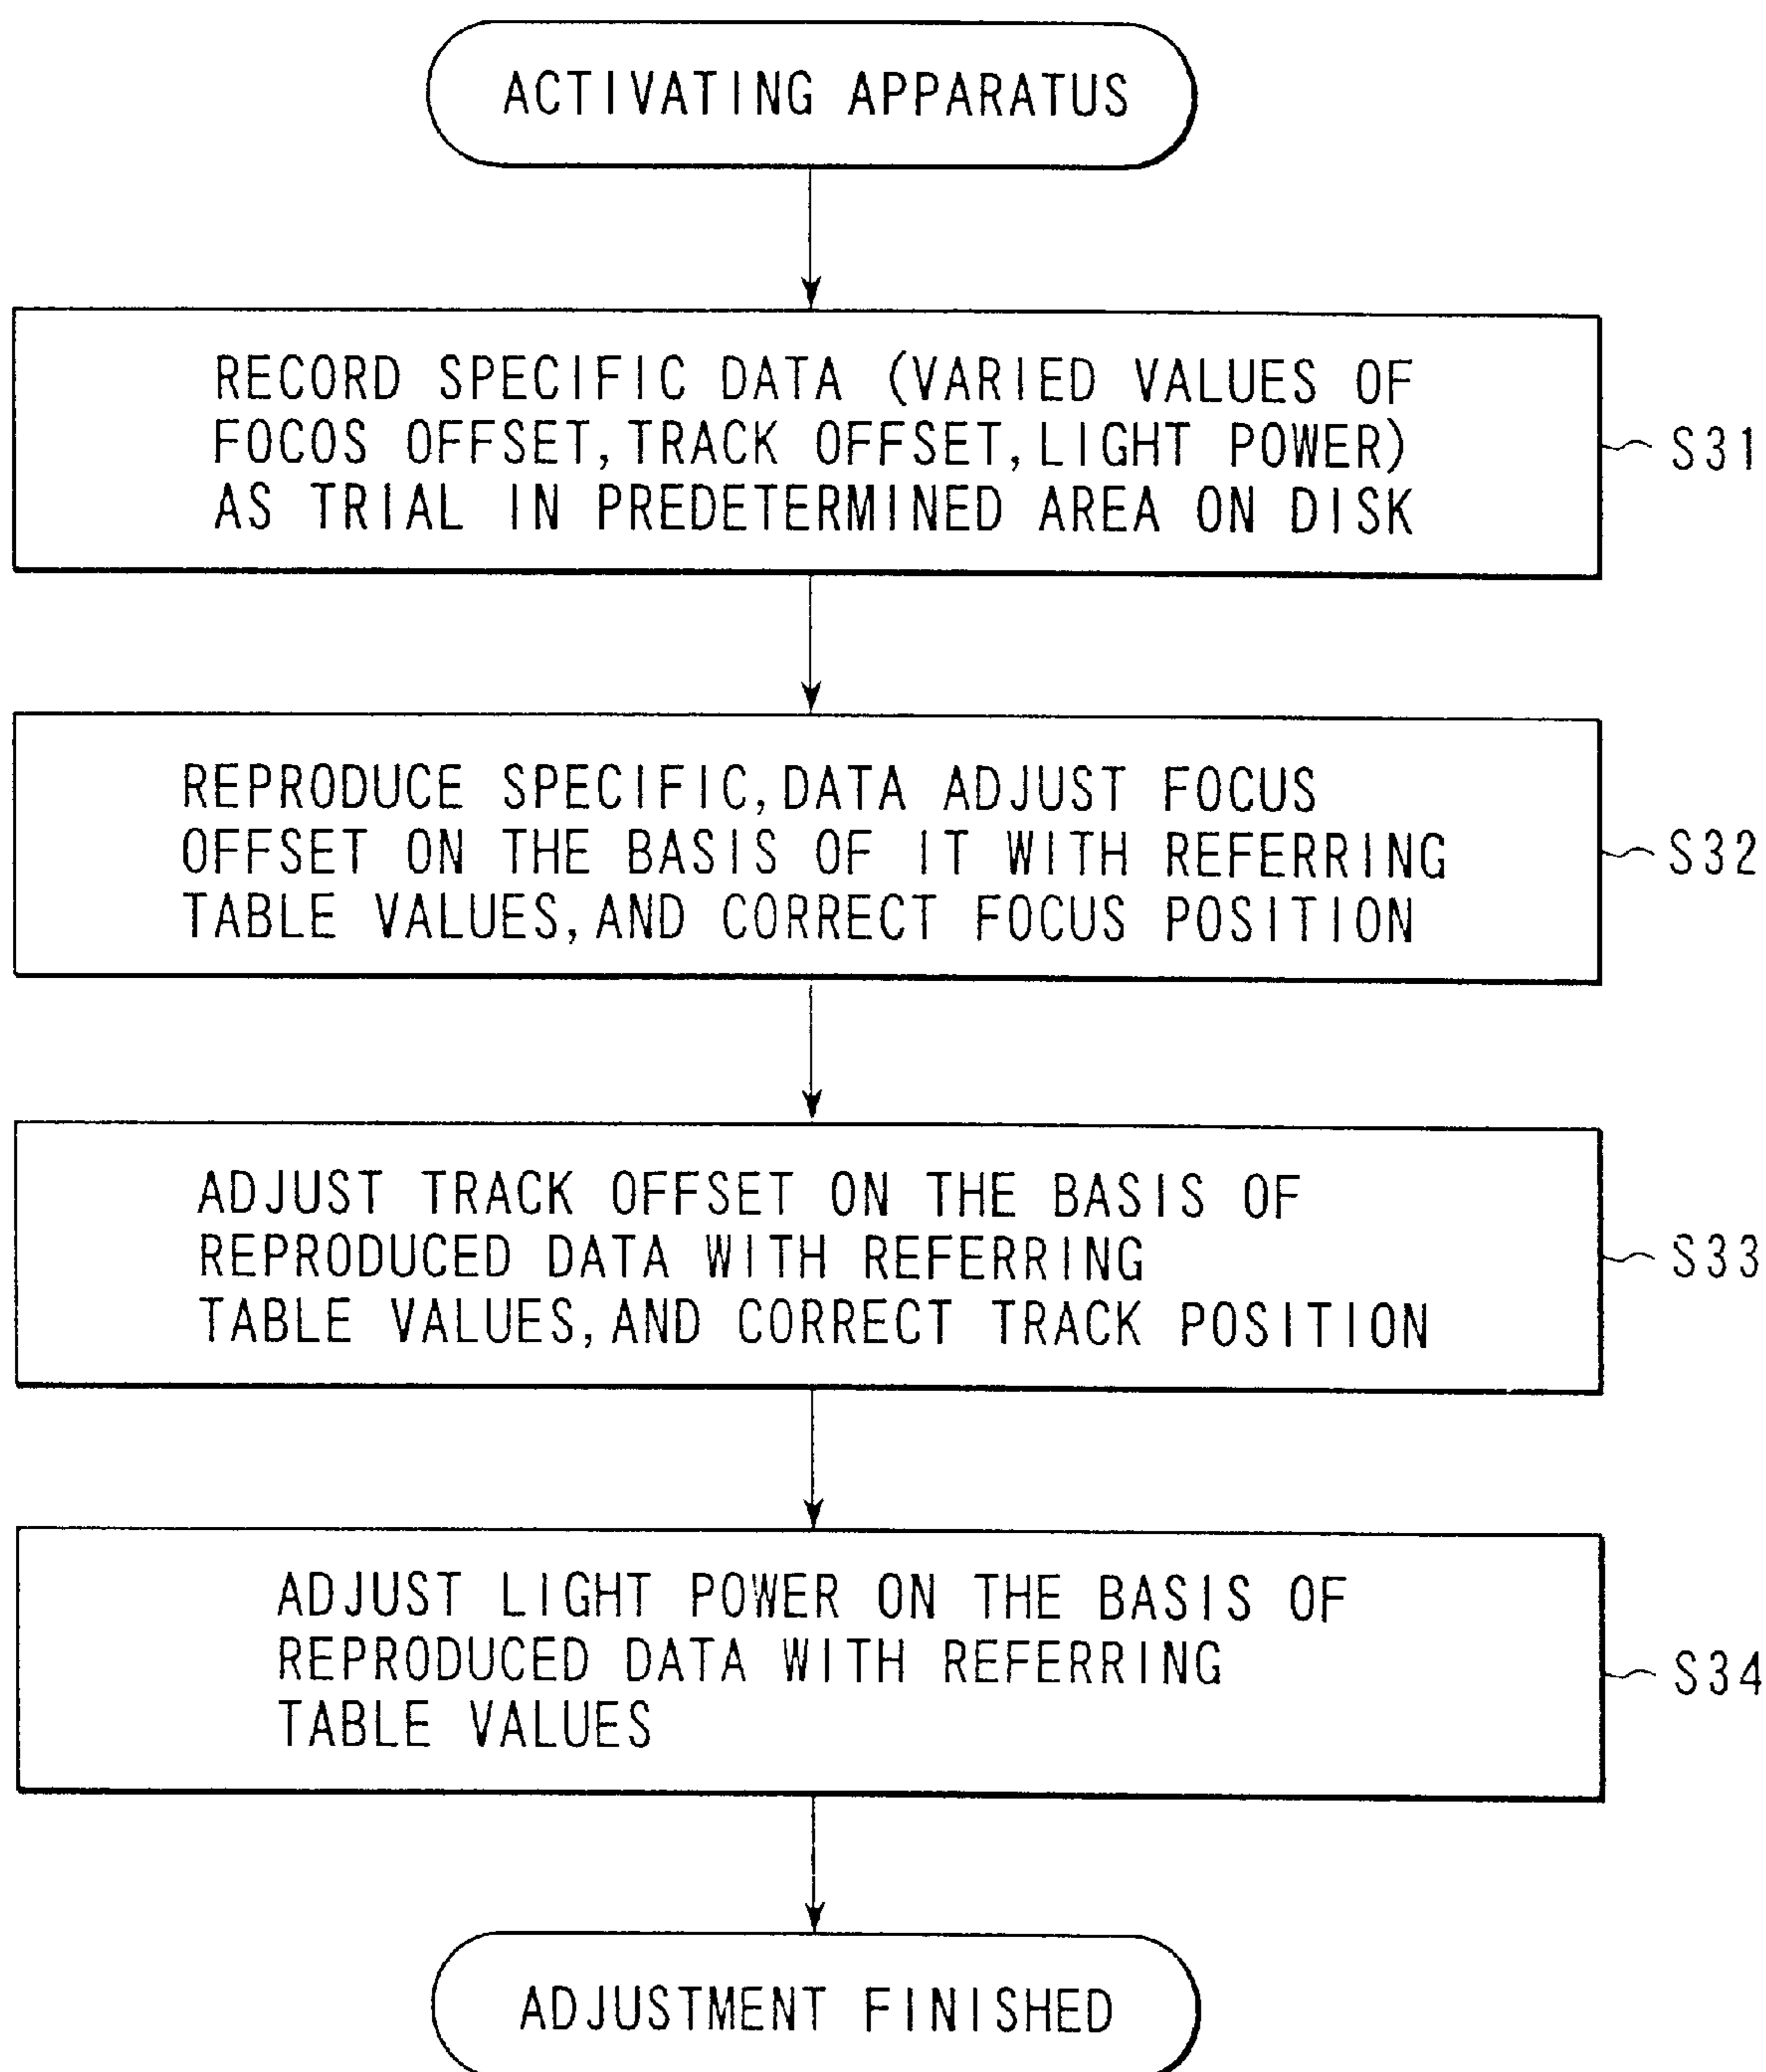 ACTIVATING APPARATUS
RECORD SPECIFIC DATA (VARIED VALUES OF
FOCOS OFFSET, TRACK OFFSET, LIGHT POWER)
AS TRIAL IN PREDETERMINED AREA ON DISK
S31
REPRODUCE SPECIFIC, DATA ADJUST FOCUS
OFFSET ON THE BASIS OF IT WITH REFERRING
TABLE VALUES, AND CORRECT FOCUS POSITION
S32
ADJUST TRACK OFFSET ON THE BASIS OF
REPRODUCED DATA WITH REFERRING
TABLE VALUES, AND CORRECT TRACK POSITION
S33
ADJUST LIGHT POWER ON THE BASIS OF
REPRODUCED DATA WITH REFERRING
TABLE VALUES
S34
ADJUSTMENT FINISHED